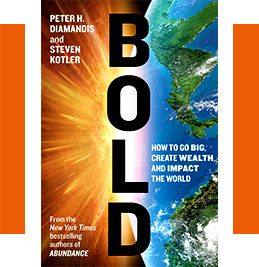 PETER H.
DIAMANDIS
and
STEVEN
KOTLER
BOLD
HOW TO GO BIG,
CREATE WEALTH,
AND IMPACT
THE WORLD
From the
New York Times
bestselling
authors of
ABUNDANCE